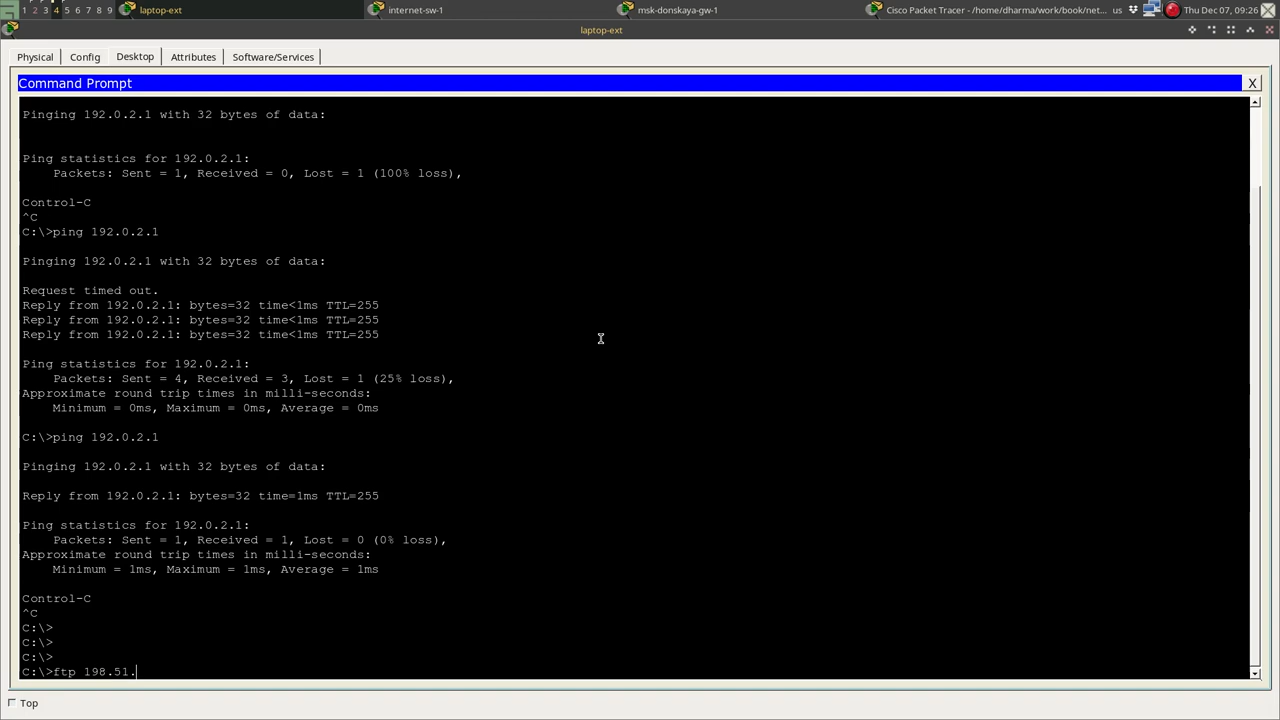 1 2 3 4 5 6 7 8 9 laptop-ext internet-sw-1 msk-donskaya-gw-1 Cisco Packet Tracer - /home/dharma/work/book/net... us Thu Dec 07, 09:26
laptop-ext
Physical Config Desktop Attributes Software/Services
Command Prompt X
Pinging 192.0.2.1 with 32 bytes of data:
Ping statistics for 192.0.2.1:
Packets: Sent = 1, Received = 0, Lost = 1 (100% loss),
Control-C
^C
C:\>ping 192.0.2.1
Pinging 192.0.2.1 with 32 bytes of data:
Request timed out.
Reply from 192.0.2.1: bytes=32 time<1ms TTL=255
Reply from 192.0.2.1: bytes=32 time<1ms TTL=255
Reply from 192.0.2.1: bytes=32 time<1ms TTL=255
Ping statistics for 192.0.2.1:
Packets: Sent = 4, Received = 3, Lost = 1 (25% loss),
Approximate round trip times in milli-seconds:
Minimum = 0ms, Maximum = 0ms, Average = 0ms
C:\>ping 192.0.2.1
Pinging 192.0.2.1 with 32 bytes of data:
Reply from 192.0.2.1: bytes=32 time=1ms TTL=255
Ping statistics for 192.0.2.1:
Packets: Sent = 1, Received = 1, Lost = 0 (0% loss),
Approximate round trip times in milli-seconds:
Minimum = 1ms, Maximum = 1ms, Average = 1ms
Control-C
^C
C:\>
C:\>
C:\>
C:\>ftp 198.51.
Top